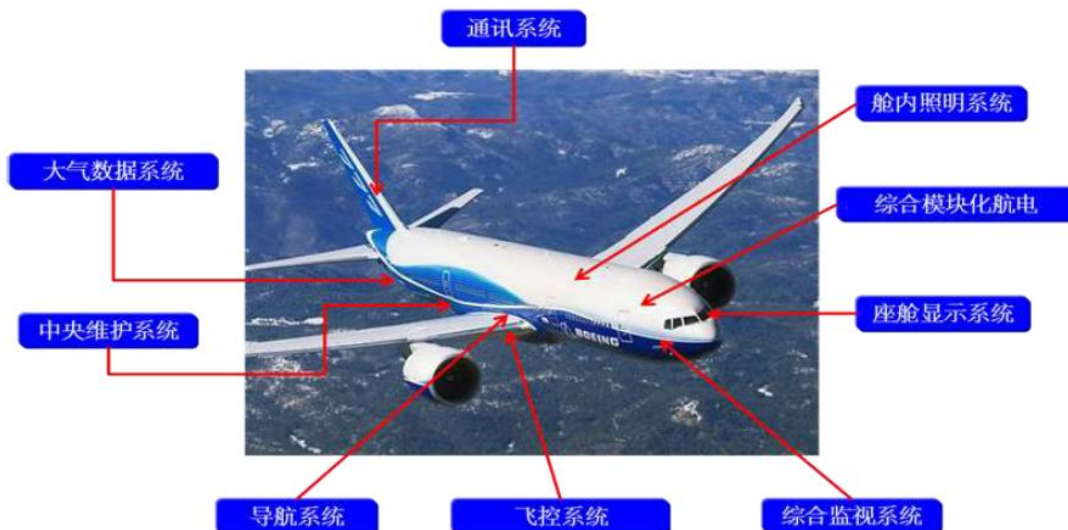 通讯系统
舱内照明系统
大气数据系统
综合模块化航电
座舱显示系统
中央维护系统
BOEING
导航系统
飞控系统
综合监视系统